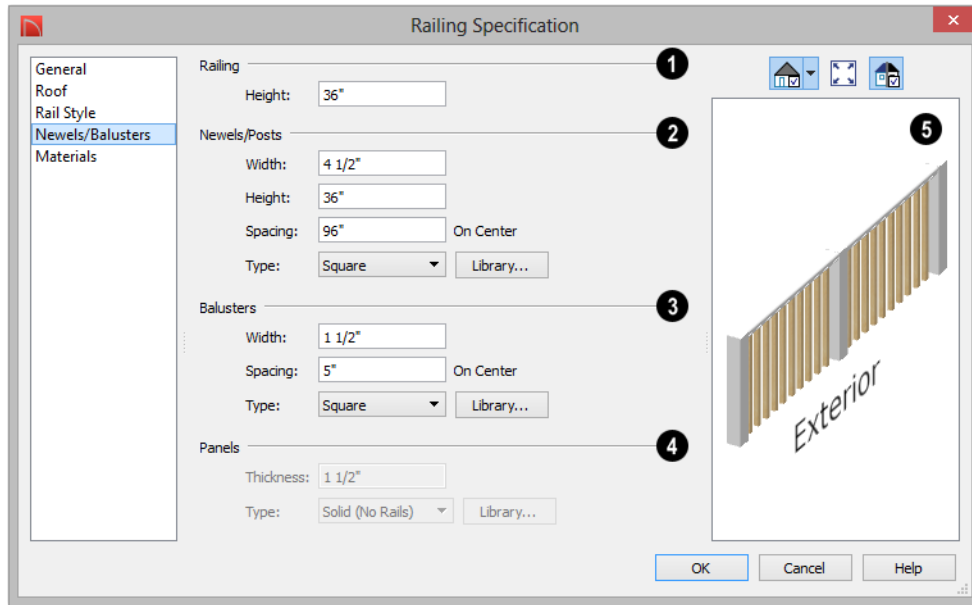 Railing Specification
General
Roof
Rail Style
Newels/Balusters
Materials
Railing
1
Height: 36"
Newels/Posts
2
Width: 4 1/2"
Height: 36"
Spacing: 96" On Center
Type: Square Library...
Balusters
3
Width: 1 1/2"
Spacing: 5" On Center
Type: Square Library...
Panels
4
Thickness: 1 1/2"
Type: Solid (No Rails) Library...
5
Exterior
OK Cancel Help